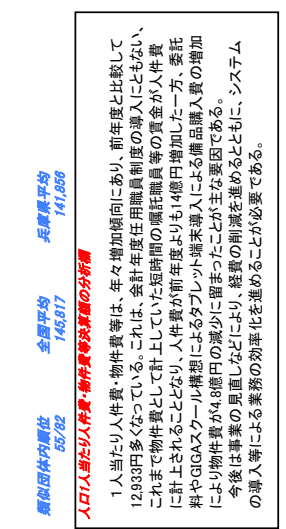 類似団体内順位
55/82
全国平均
145,817
兵庫県平均
141,856
人口1人当たり人件費・物件費等決算額の分析欄
１人当たり人件費・物件費等は、年々増加傾向にあり、前年度と比較して
12,939円多くなっている。これは、会計年度任用職員制度の導入にともない、
これまで物件費として計上していた短時間の嘱託職員等の賃金が人件費
に計上されることとなり、人件費が前年度よりも14億円増加した一方、委託
料やGIGAスクール構想によるタブレット端末導入による備品購入費の増加
により物件費が4.8億円の減少に留まったことが主な要因である。
今後は事業の見直しなどにより、経費の削減を進めるとともに、システム
の導入等による業務の効率化を進めることが必要である。